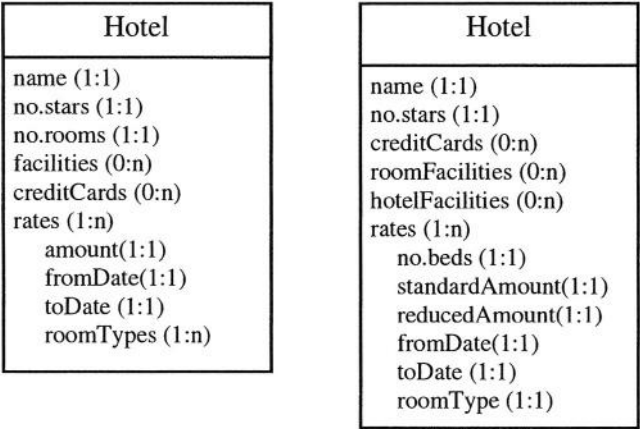 Hotel
name (1:1)
no.stars (1:1)
no.rooms (1:1)
facilities (0:n)
creditCards (0:n)
rates (1:n)
amount(1:1)
fromDate(1:1)
toDate (1:1)
roomTypes (1:n)
Hotel
name (1:1)
no.stars (1:1)
creditCards (0:n)
roomFacilities (0:n)
hotelFacilities (0:n)
rates (1:n)
no.beds (1:1)
standardAmount(1:1)
reducedAmount(1:1)
fromDate(1:1)
toDate (1:1)
roomType (1:1)